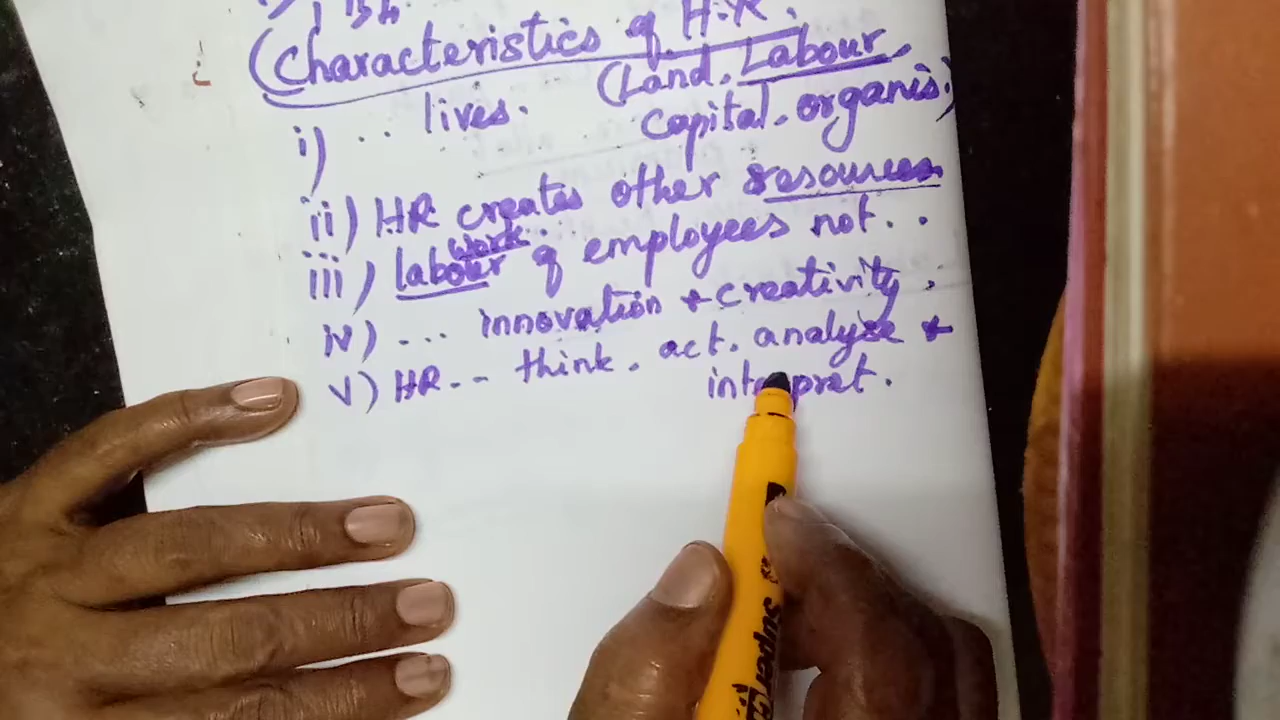 Characteristics of H.R.
(Land. Labour.
i) .. lives. Capital. organis.)
ii) HR creates other resources
work..
iii) labour of employees not..
iv) ... innovation + creativity.
v) HR.. think. act. analyse +
interpret.
Super